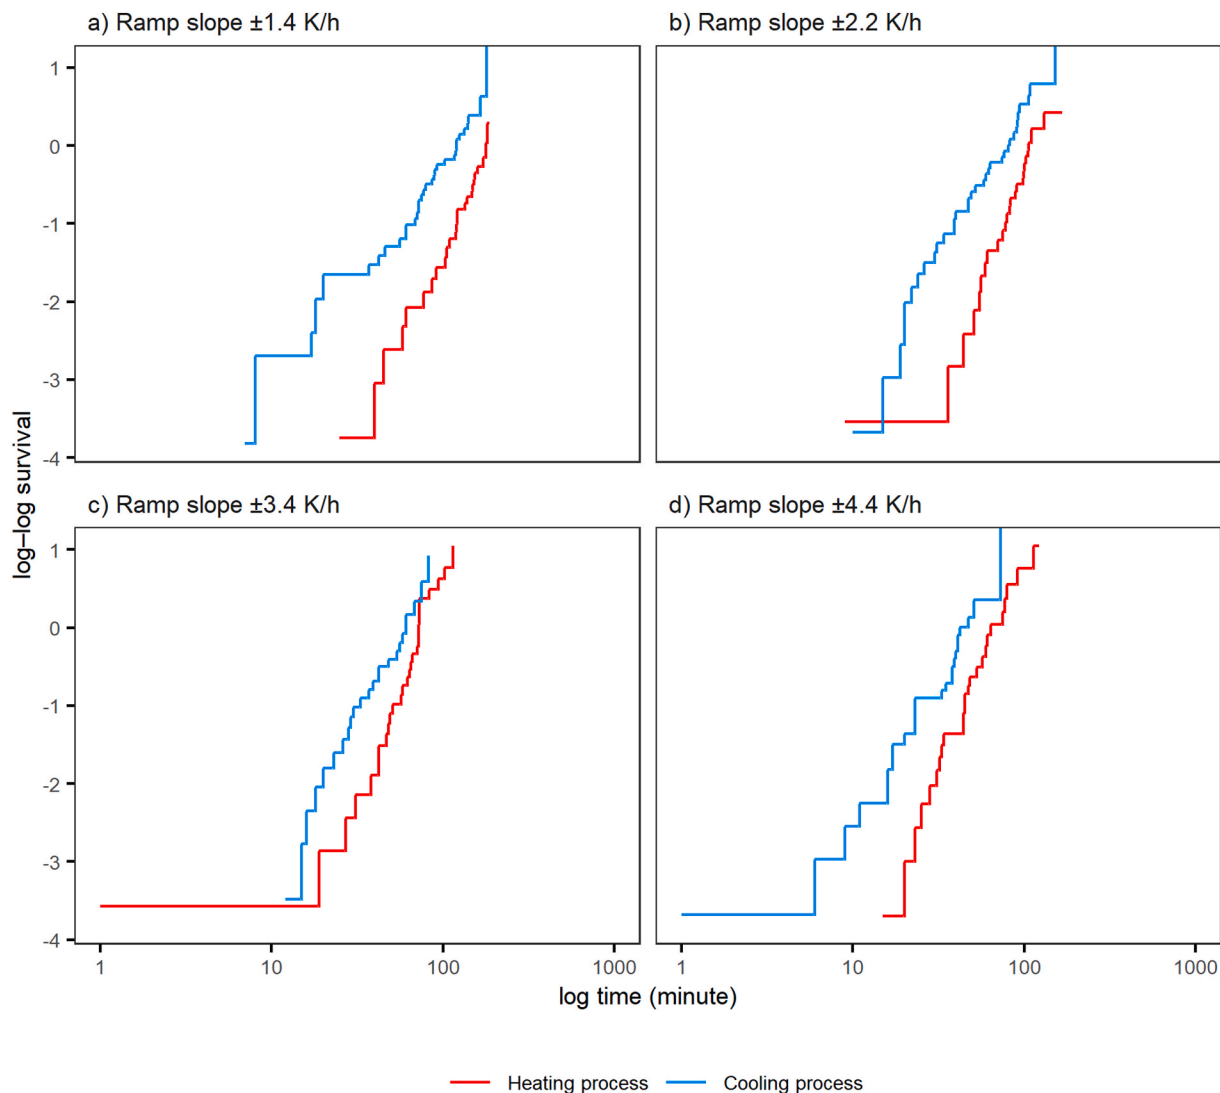 a) Ramp slope ±1.4 K/h
b) Ramp slope ±2.2 K/h
1
0
-1
-2
-3
-4
c) Ramp slope ±3.4 K/h
d) Ramp slope ±4.4 K/h
1
0
-1
-2
-3
-4
log–log survival
1 10 100 1000 1 10 100 1000
log time (minute)
Heating process Cooling process